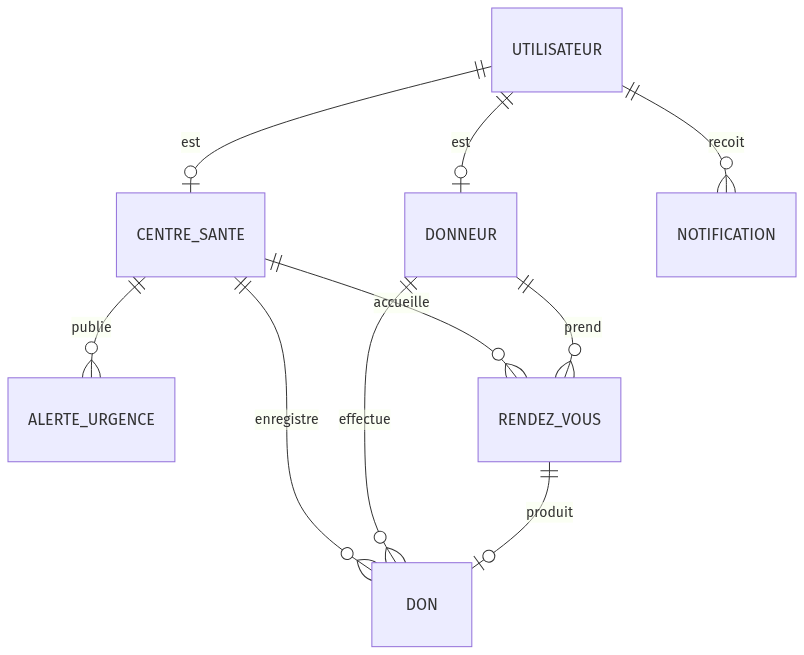 UTILISATEUR
est
est
recoit
CENTRE_SANTE
DONNEUR
NOTIFICATION
accueille
publie
prend
ALERTE_URGENCE
enregistre
effectue
RENDEZ_VOUS
produit
DON